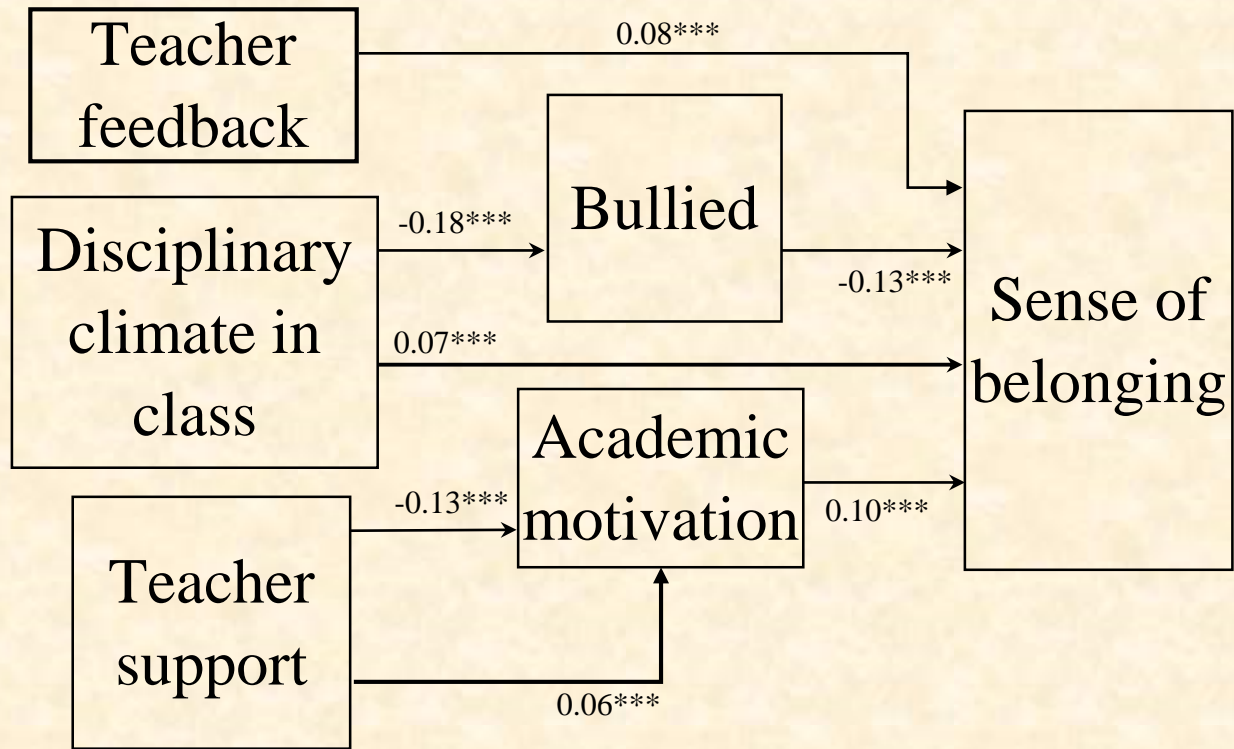 Teacher
feedback
0.08***
Bullied
-0.18***
-0.13***
Disciplinary
climate in
class
0.07***
Sense of
belonging
Academic
motivation
-0.13***
0.10***
Teacher
support
0.06***